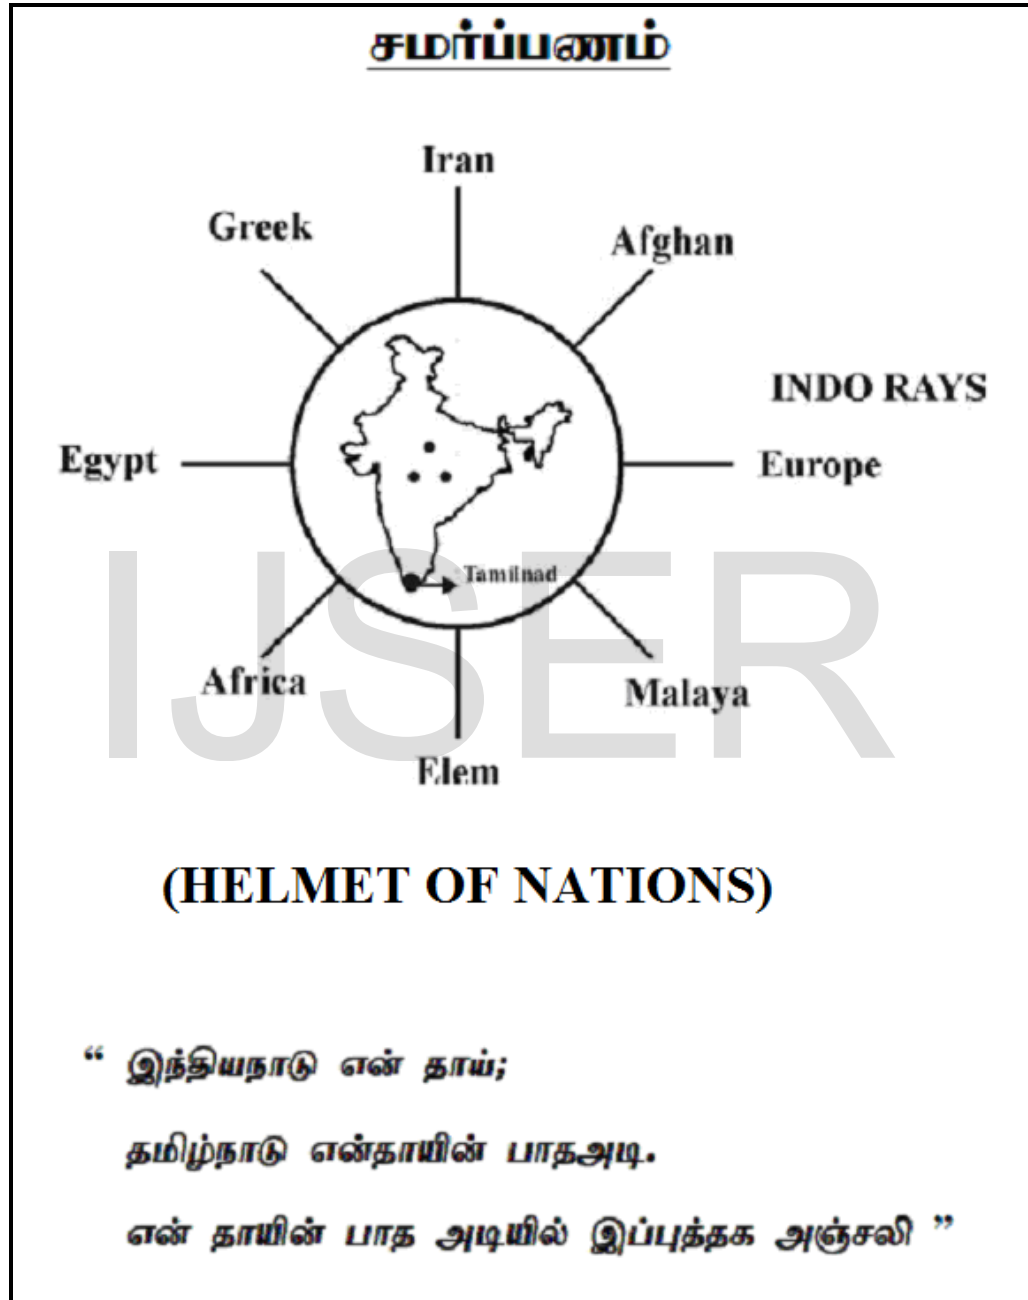 சமர்ப்பணம்
Iran
Greek
Afghan
INDO RAYS
Egypt
Europe
Tamilnad
Africa
Malaya
Elem
IJSER
(HELMET OF NATIONS)
“ இந்தியநாடு என் தாய்;
தமிழ்நாடு என்தாயின் பாதஅடி.
என் தாயின் பாத அடியில் இப்புத்தக அஞ்சலி ”